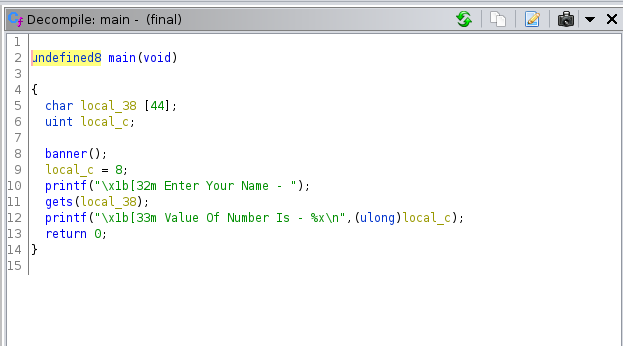 Decompile: main - (final)
1
2 undefined8 main(void)
3
4 {
5 char local_38 [44];
6 uint local_c;
7
8 banner();
9 local_c = 8;
10 printf("\x1b[32m Enter Your Name - ");
11 gets(local_38);
12 printf("\x1b[33m Value Of Number Is - %x\n",(ulong)local_c);
13 return 0;
14 }
15